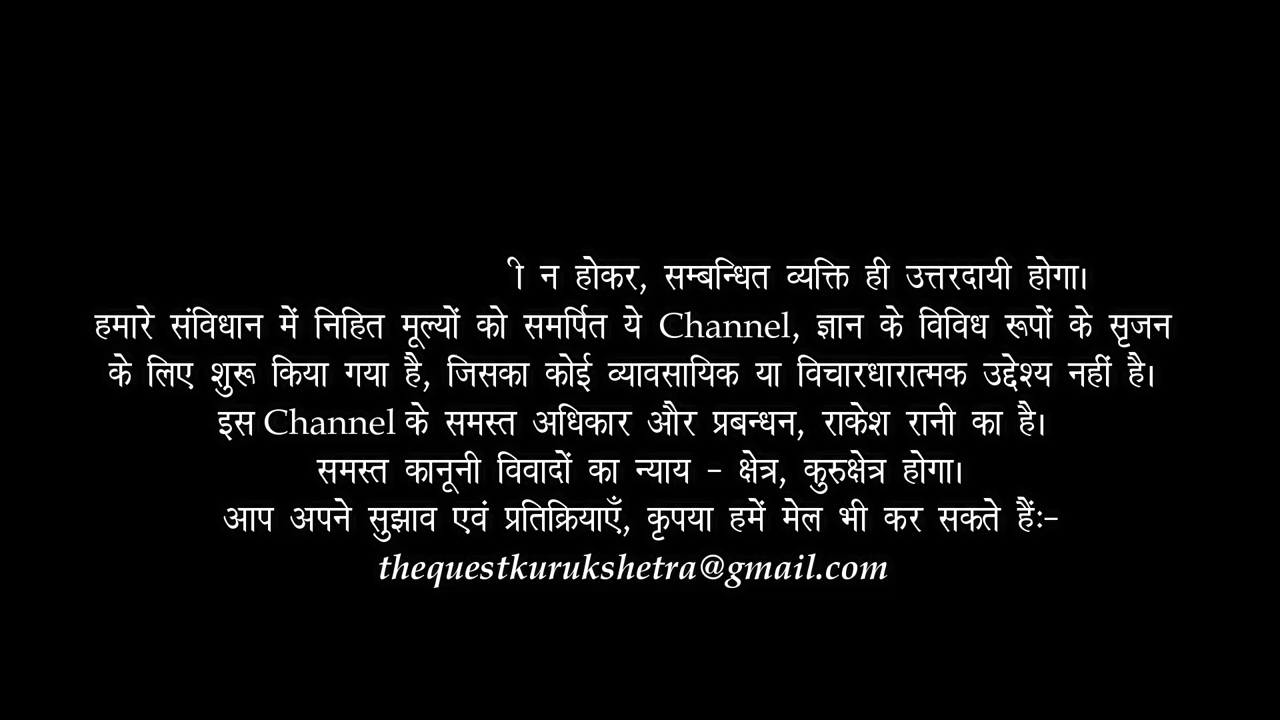 न होकर, सम्बन्धित व्यक्ति ही उत्तरदायी होगा।
हमारे संविधान में निहित मूल्यों को समर्पित ये Channel, ज्ञान के विविध रूपों के सृजन
के लिए शुरू किया गया है, जिसका कोई व्यावसायिक या विचारधारात्मक उद्देश्य नहीं है।
इस Channel के समस्त अधिकार और प्रबन्धन, राकेश रानी का है।
समस्त कानूनी विवादों का न्याय - क्षेत्र, कुरुक्षेत्र होगा।
आप अपने सुझाव एवं प्रतिक्रियाएँ, कृपया हमें मेल भी कर सकते हैंः-
thequestkurukshetra@gmail.com